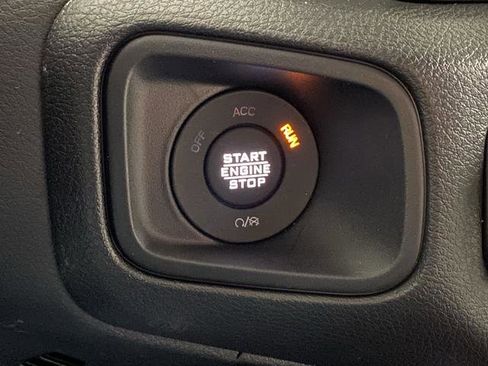 ACC
OFF
RUN
START
ENGINE
STOP